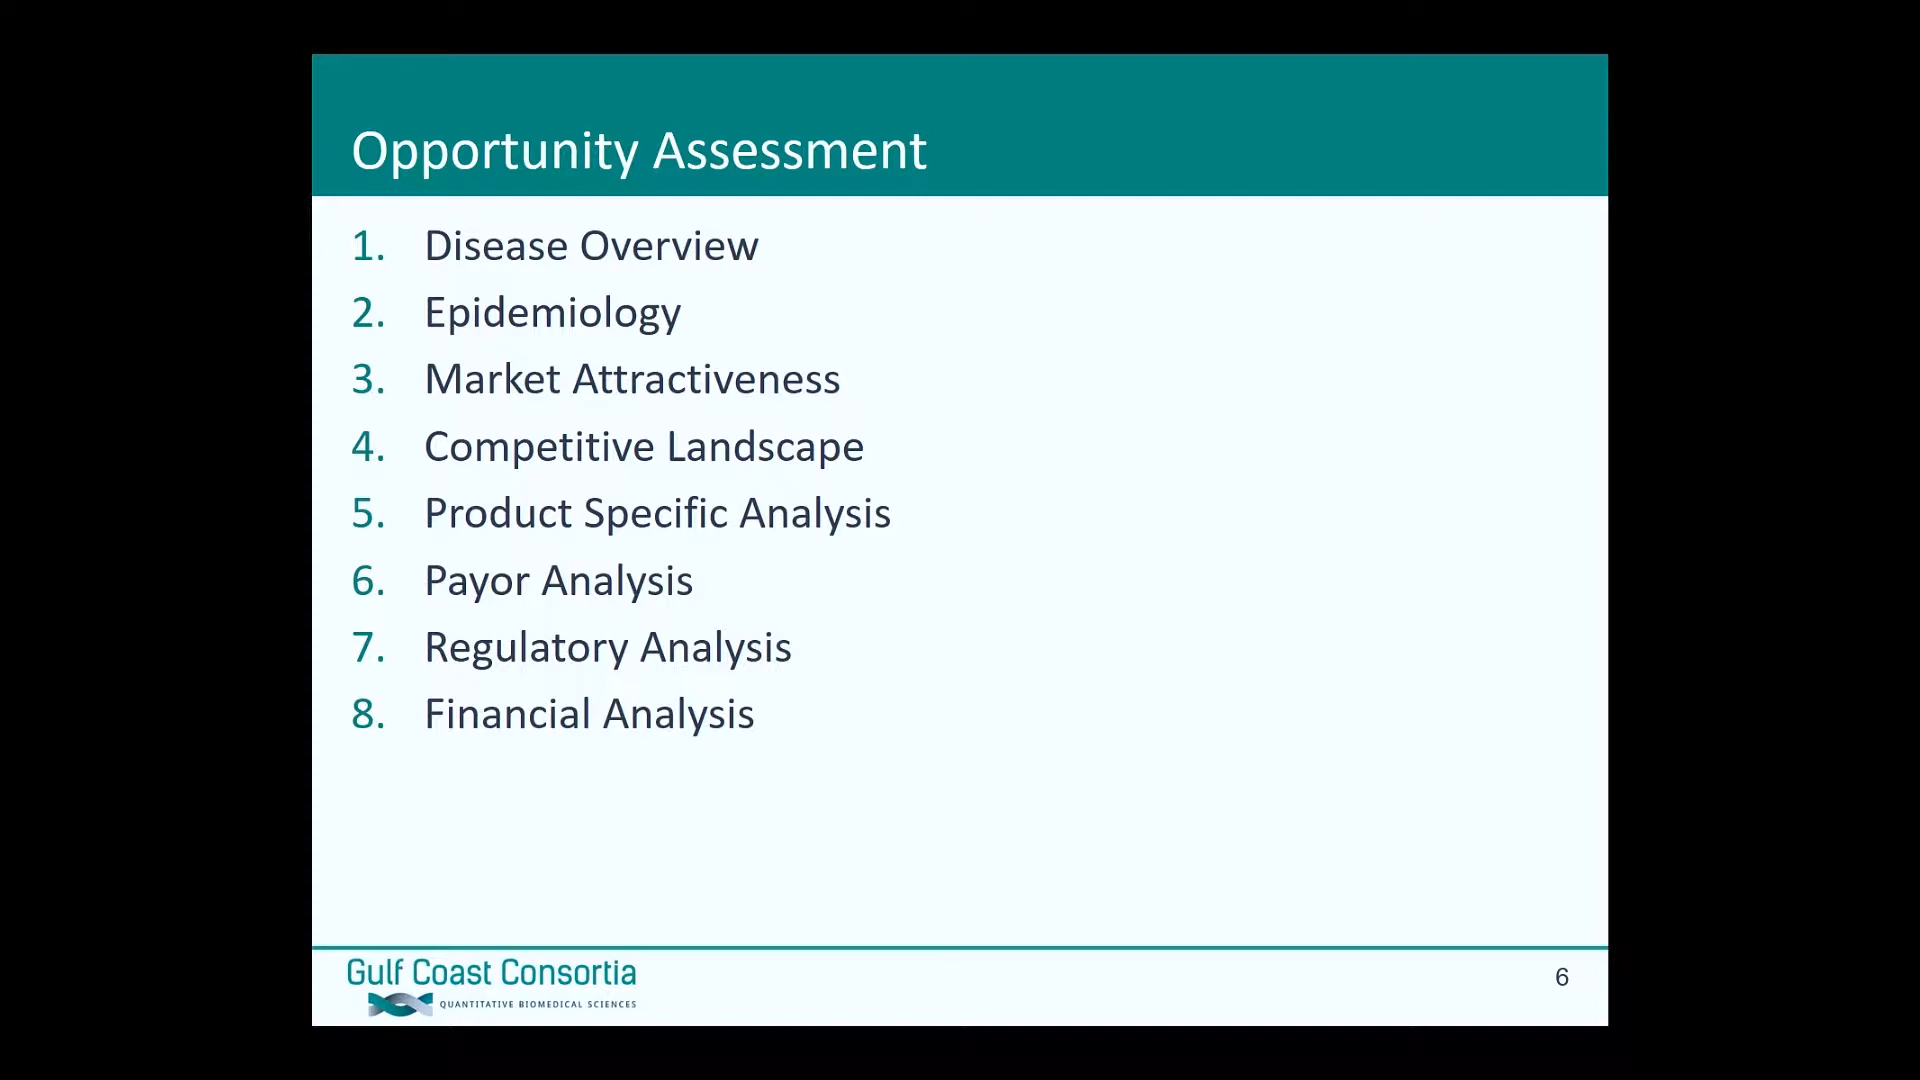 Opportunity Assessment
1. Disease Overview
2. Epidemiology
3. Market Attractiveness
4. Competitive Landscape
5. Product Specific Analysis
6. Payor Analysis
7. Regulatory Analysis
8. Financial Analysis
Gulf Coast Consortia
QUANTITATIVE BIOMEDICAL SCIENCES
6